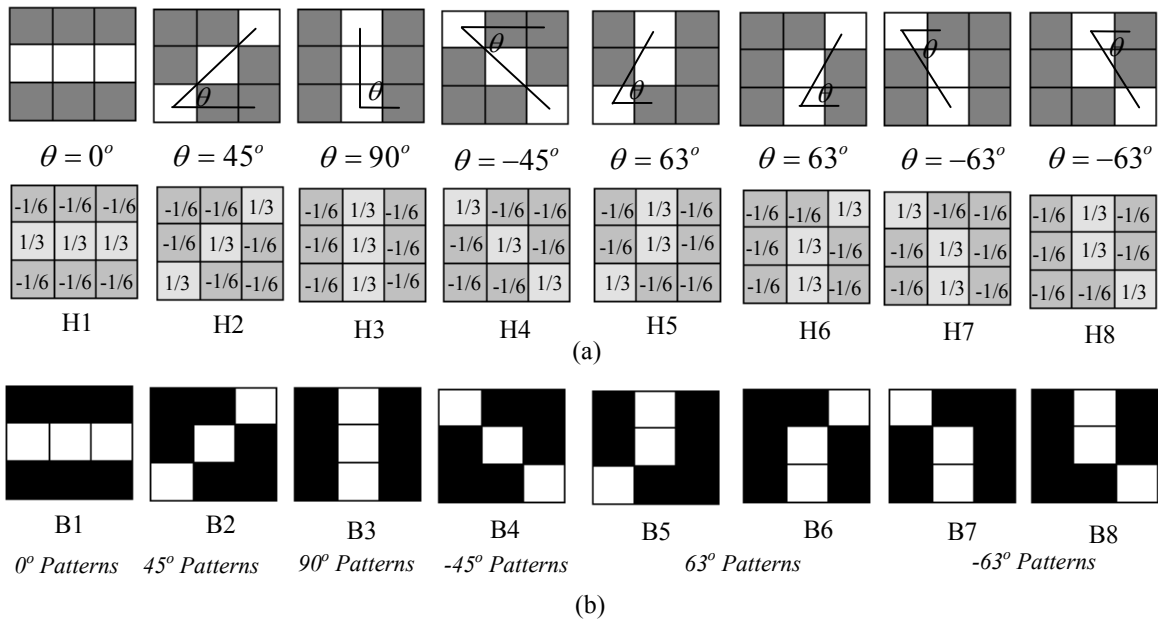 θ θ θ θ θ θ θ
θ = 0° θ = 45° θ = 90° θ = −45° θ = 63° θ = 63° θ = −63° θ = −63°
-1/6 -1/6 -1/6 -1/6 -1/6 1/3 -1/6 1/3 -1/6 1/3 -1/6 -1/6 -1/6 1/3 -1/6 -1/6 -1/6 1/3 1/3 -1/6 -1/6 -1/6 1/3 -1/6
1/3 1/3 1/3 -1/6 1/3 -1/6 -1/6 1/3 -1/6 -1/6 1/3 -1/6 -1/6 1/3 -1/6 -1/6 1/3 -1/6 -1/6 1/3 -1/6 -1/6 1/3 -1/6
-1/6 -1/6 -1/6 1/3 -1/6 -1/6 -1/6 1/3 -1/6 -1/6 -1/6 1/3 1/3 -1/6 -1/6 -1/6 1/3 -1/6 -1/6 1/3 -1/6 -1/6 -1/6 1/3
H1 H2 H3 H4 H5 H6 H7 H8
(a)
B1 B2 B3 B4 B5 B6 B7 B8
0° Patterns 45° Patterns 90° Patterns -45° Patterns 63° Patterns -63° Patterns
(b)